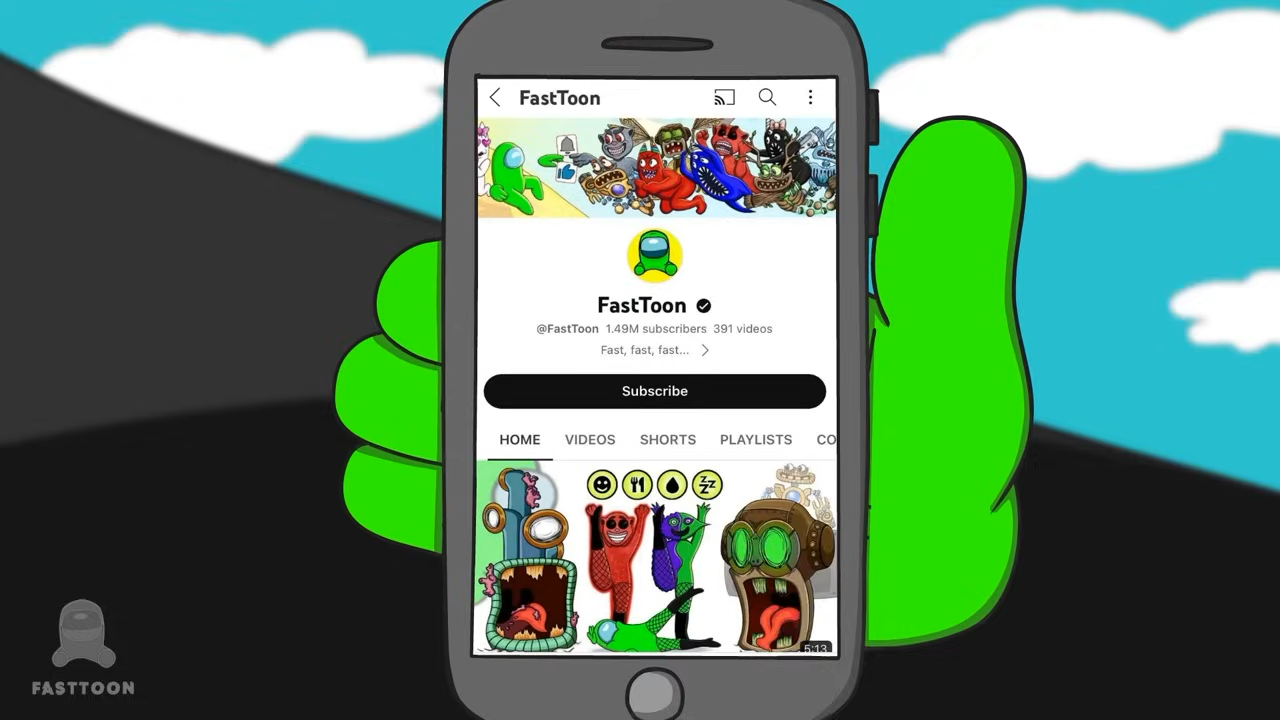 FastToon
FastToon
@FastToon 1.49M subscribers 391 videos
Fast, fast, fast...
Subscribe
HOME VIDEOS SHORTS PLAYLISTS CO
zzz
5:13
FASTTOON